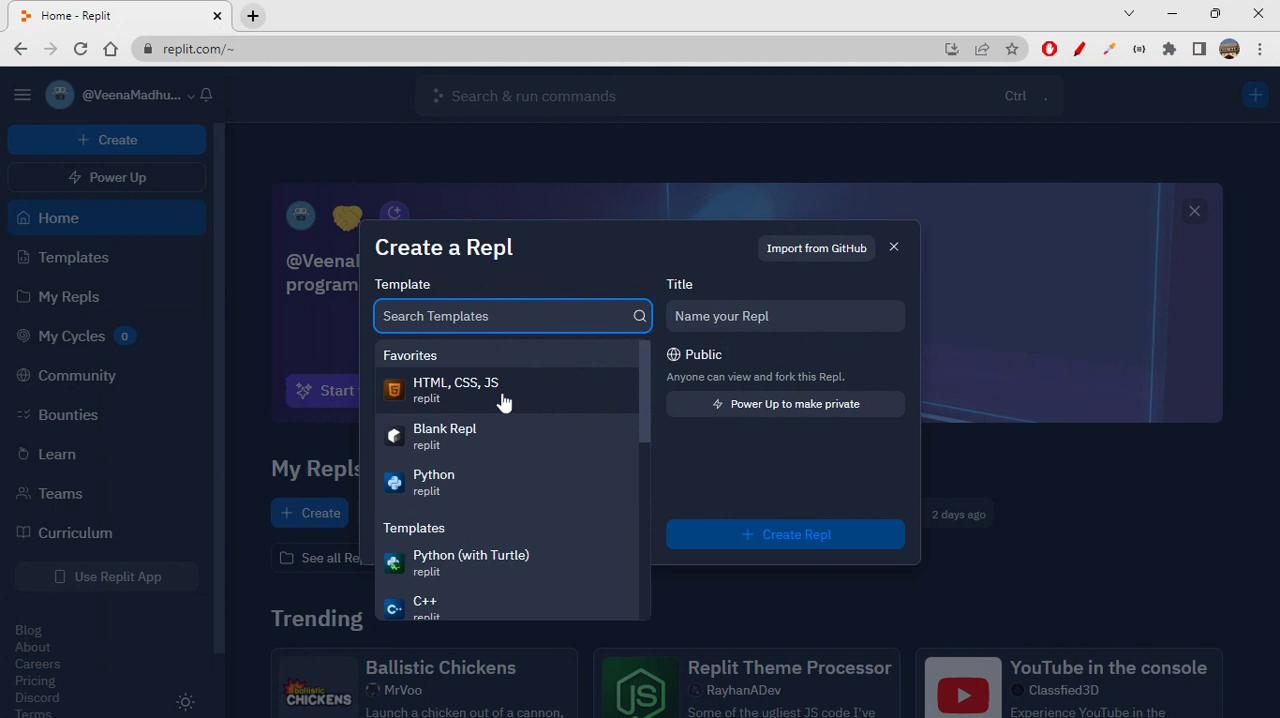 Home - Replit
replit.com/~
@VeenaMadhu...
Search & run commands
Ctrl .
+ Create
Power Up
Home
Templates
My Repls
My Cycles 0
Community
Bounties
Learn
Teams
Curriculum
Use Replit App
Blog
About
Careers
Pricing
Discord
Terms
@Veenal
program
Start
My Repls
+ Create
2 days ago
See all Re
Create a Repl
Import from GitHub
Template
Search Templates
Favorites
HTML, CSS, JS
replit
Blank Repl
replit
Python
replit
Templates
Python (with Turtle)
replit
C++
replit
Title
Name your Repl
Public
Anyone can view and fork this Repl.
Power Up to make private
+ Create Repl
Trending
Ballistic Chickens
MrVoo
Launch a chicken out of a cannon,
BALLISTIC
CHICKENS
Replit Theme Processor
RayhanADev
Some of the ugliest JS code I've
JS
YouTube in the console
Classfied3D
Experience YouTube in the